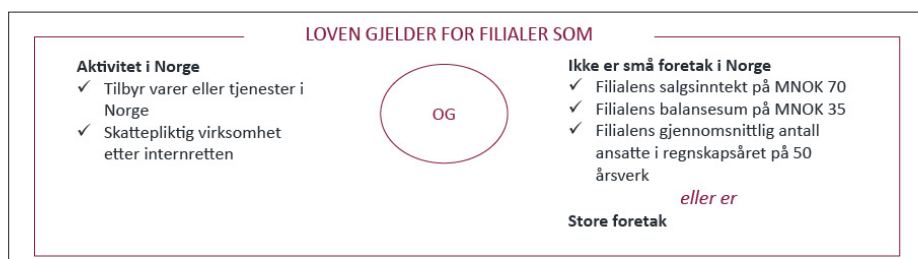 LOVEN GJELDER FOR FILIALER SOM
Aktivitet i Norge
✓ Tilbyr varer eller tjenester i
Norge
✓ Skattepliktig virksomhet
etter internretten
OG
Ikke er små foretak i Norge
✓ Filialens salgsinntekt på MNOK 70
✓ Filialens balansesum på MNOK 35
✓ Filialens gjennomsnittlig antall
ansatte i regnskapsåret på 50
årsverk
eller er
Store foretak